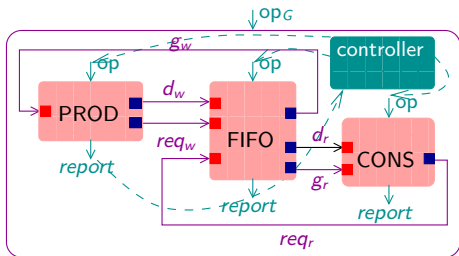 op_G
g_w
controller
op
op
op
d_w
PROD
req_w
FIFO
d_r
CONS
report
g_r
report
report
req_r